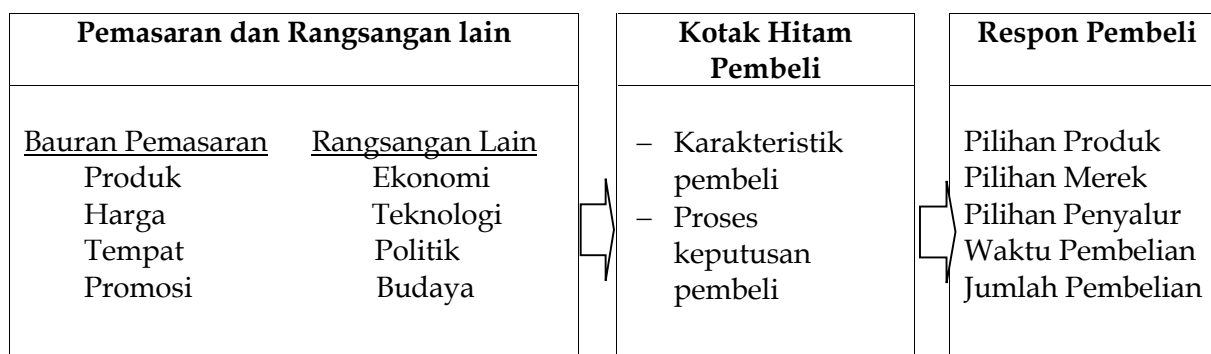 Pemasaran dan Rangsangan lain
Bauran Pemasaran
Produk
Harga
Tempat
Promosi
Rangsangan Lain
Ekonomi
Teknologi
Politik
Budaya
Kotak Hitam
Pembeli
– Karakteristik
pembeli
– Proses
keputusan
pembeli
Respon Pembeli
Pilihan Produk
Pilihan Merek
Pilihan Penyalur
Waktu Pembelian
Jumlah Pembelian